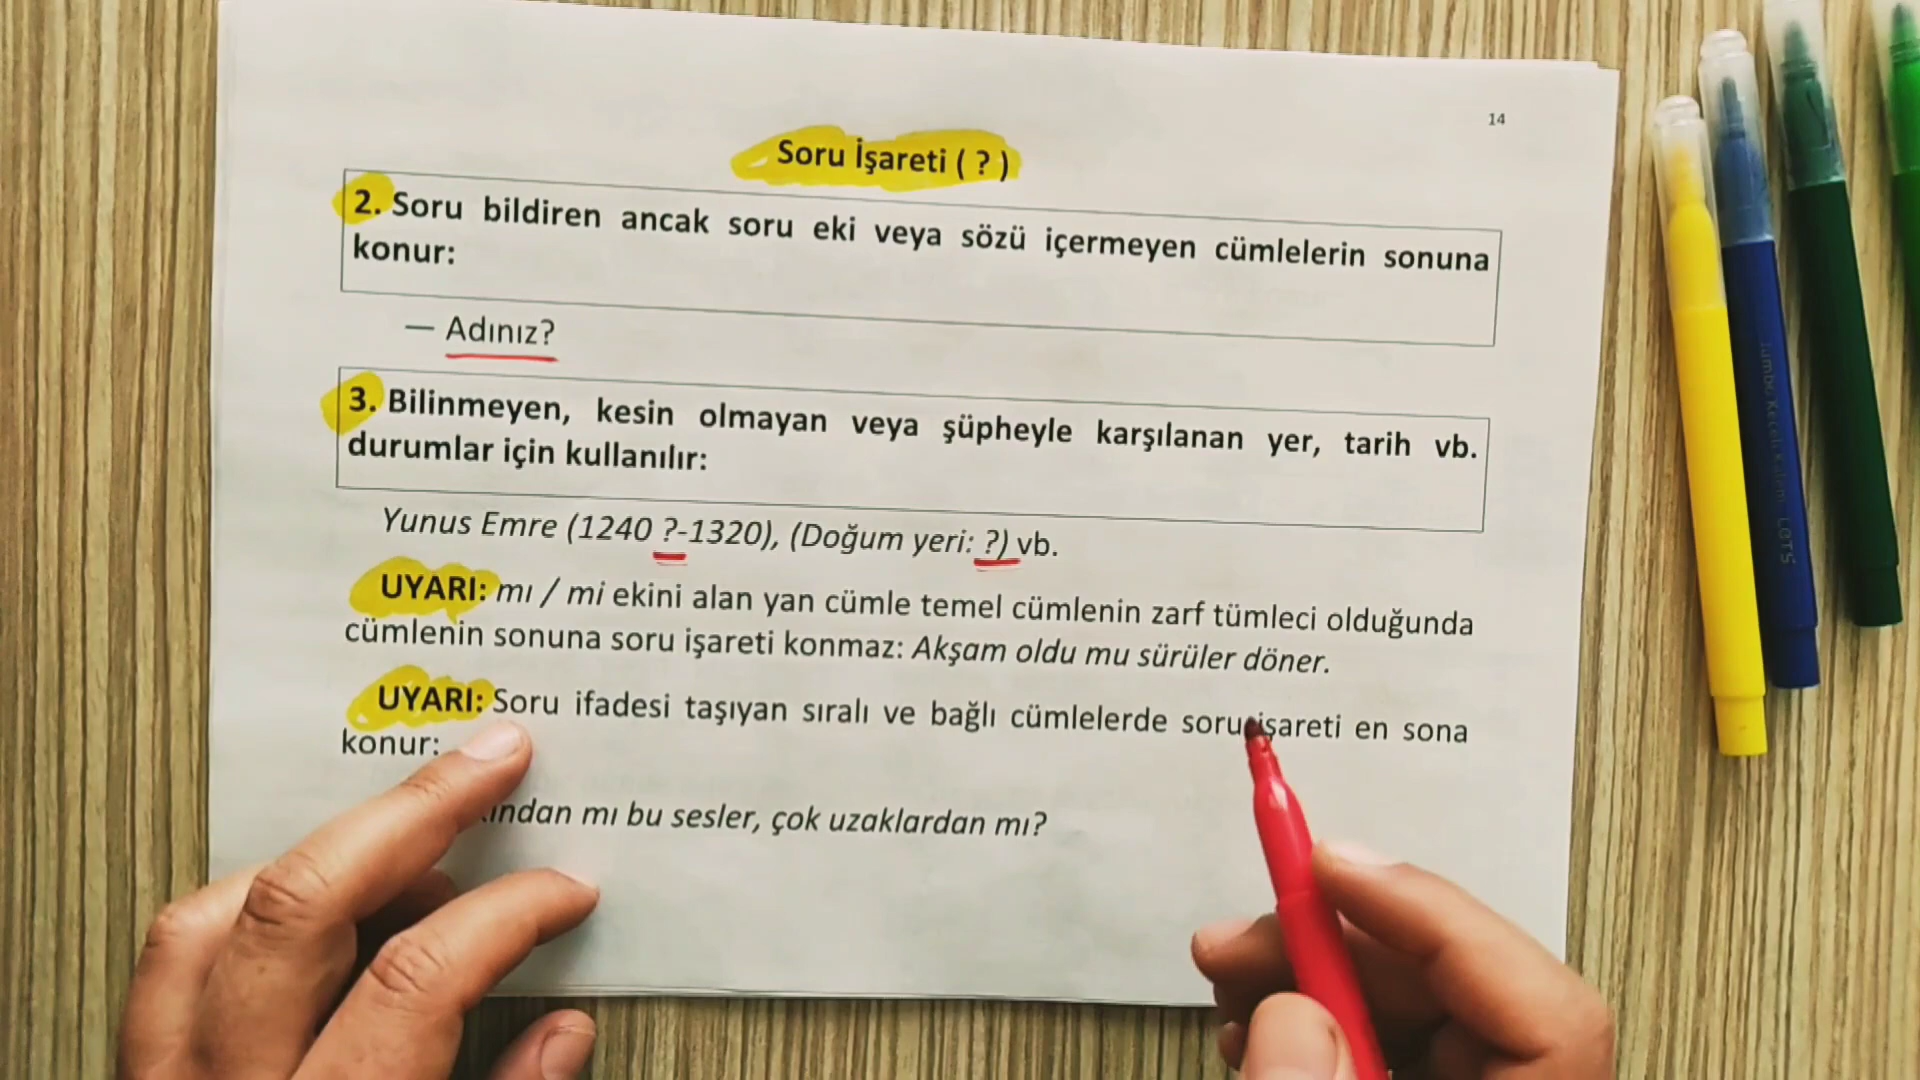 14
Soru İşareti ( ? )
2. Soru bildiren ancak soru eki veya sözü içermeyen cümlelerin sonuna
konur:
— Adınız?
3. Bilinmeyen, kesin olmayan veya şüpheyle karşılanan yer, tarih vb.
durumlar için kullanılır:
Yunus Emre (1240 ?-1320), (Doğum yeri: ?) vb.
UYARI: mı / mi ekini alan yan cümle temel cümlenin zarf tümleci olduğunda
cümlenin sonuna soru işareti konmaz: Akşam oldu mu sürüler döner.
UYARI: Soru ifadesi taşıyan sıralı ve bağlı cümlelerde soru işareti en sona
konur:
mı bu sesler, çok uzaklardan mı?